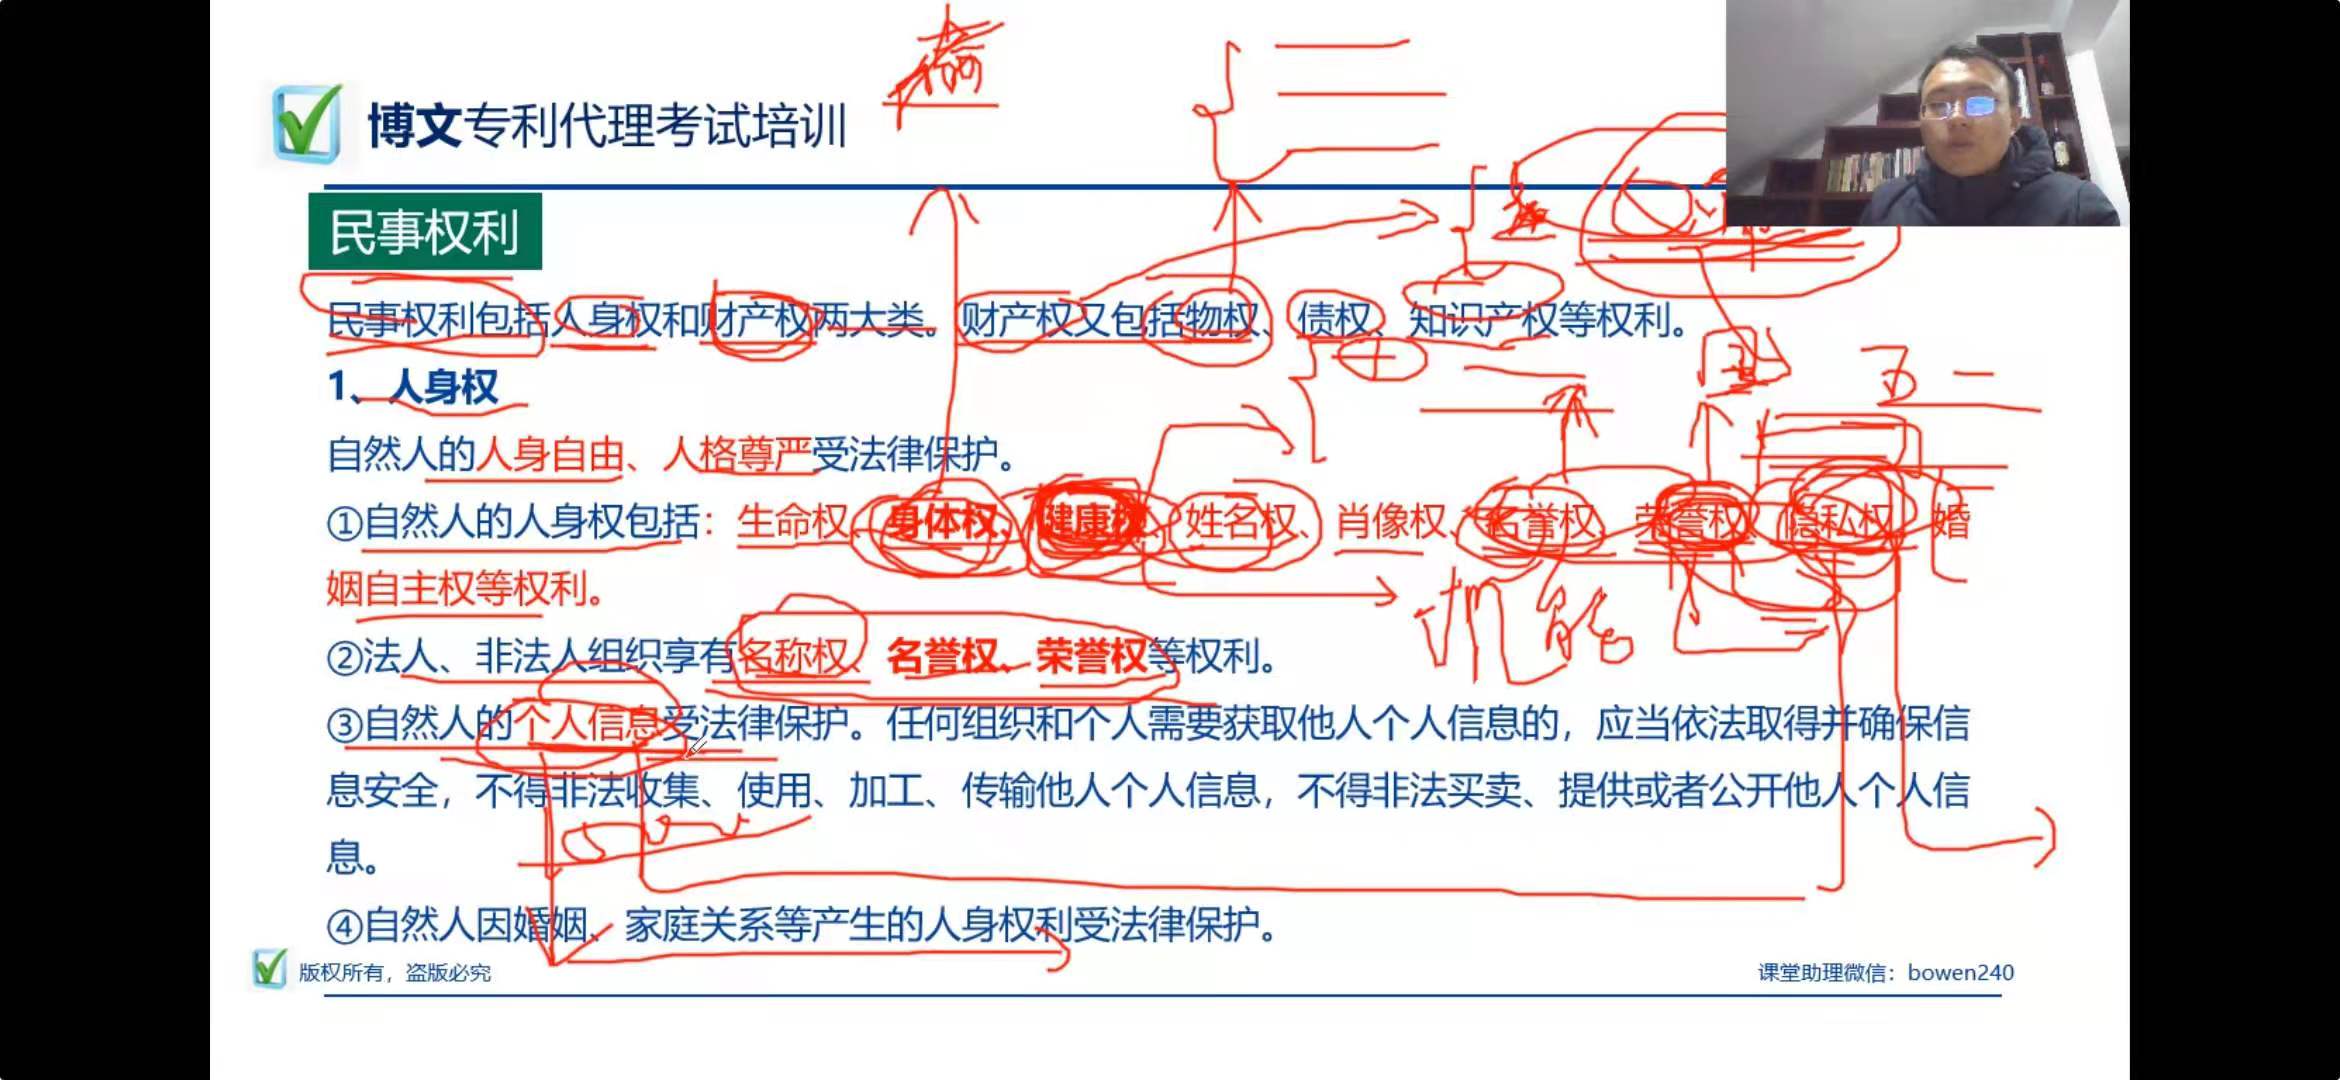 博文专利代理考试培训
民事权利
民事权利包括人身权和财产权两大类。财产权又包括物权、债权、知识产权等权利。
1、人身权
自然人的人身自由、人格尊严受法律保护。
①自然人的人身权包括：生命权、身体权、健康权、姓名权、肖像权、名誉权、荣誉权、隐私权、婚
姻自主权等权利。
机能
②法人、非法人组织享有名称权、名誉权、荣誉权等权利。
③自然人的个人信息受法律保护。任何组织和个人需要获取他人个人信息的，应当依法取得并确保信
息安全，不得非法收集、使用、加工、传输他人个人信息，不得非法买卖、提供或者公开他人个人信
息。
④自然人因婚姻、家庭关系等产生的人身权利受法律保护。
版权所有，盗版必究
课堂助理微信：bowen240